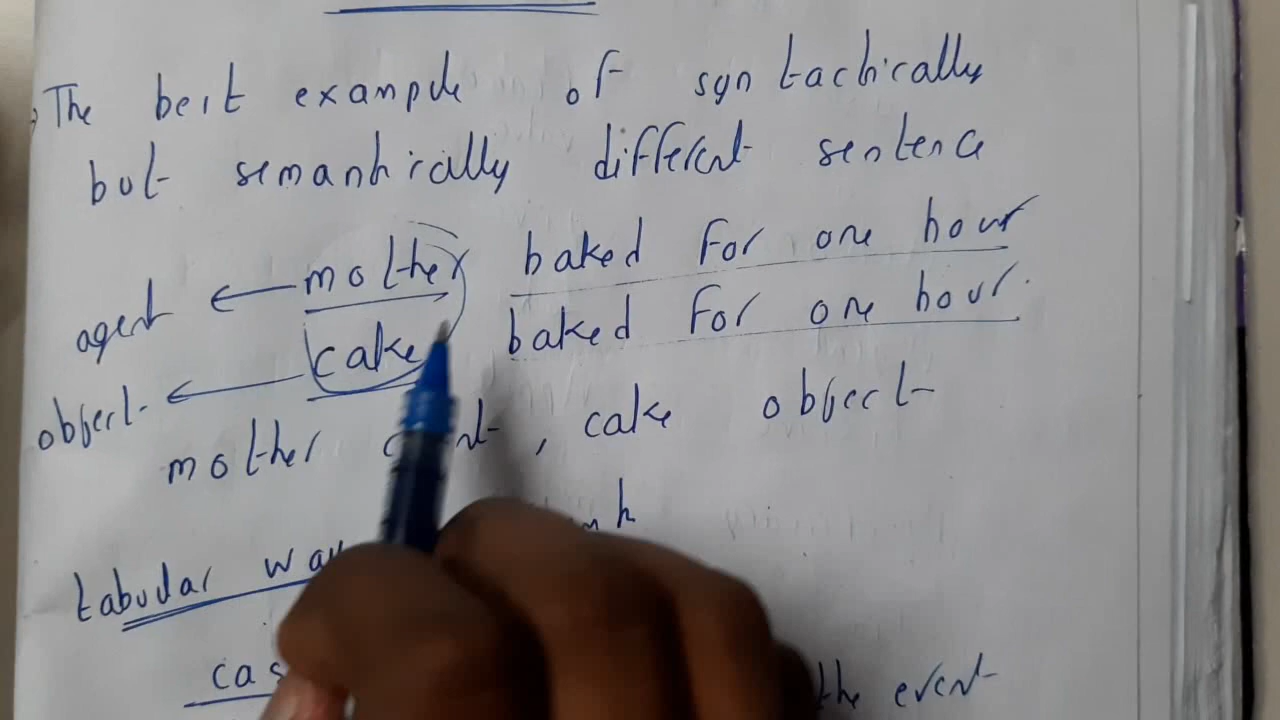 The best example of syntactically
but semantically different sentence
mother baked for one hour
agent ←
cake baked for one hour.
object ←
mother , cake object
tabular way
the event